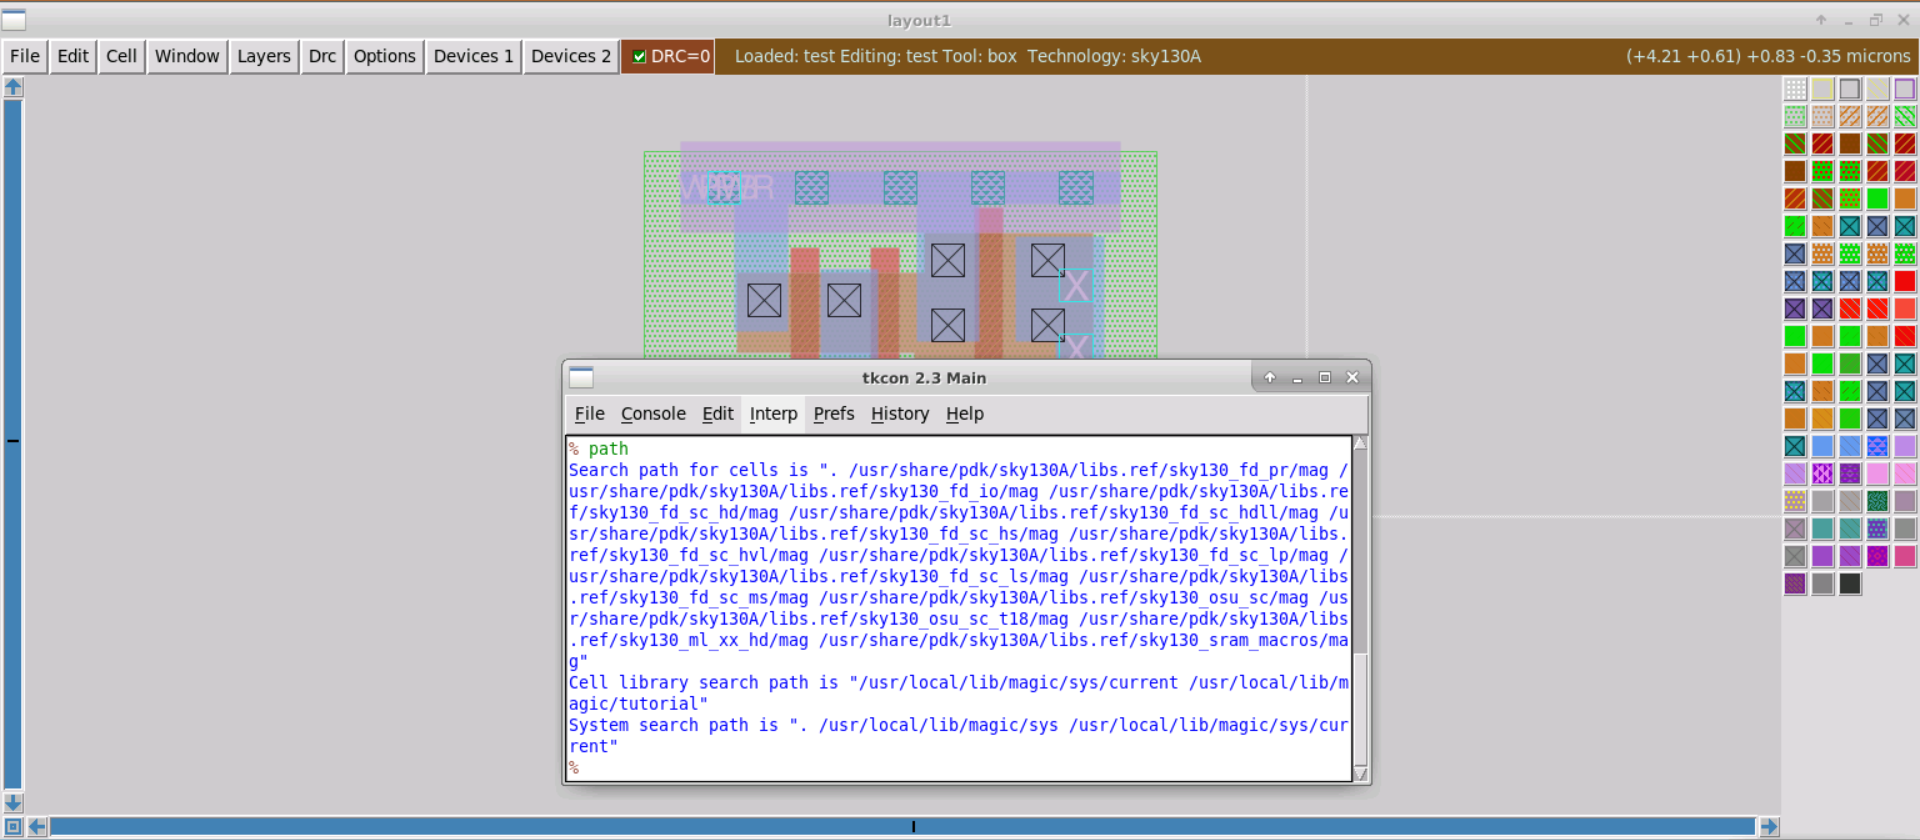 layout1
File Edit Cell Window Layers Drc Options Devices 1 Devices 2 DRC=0 Loaded: test Editing: test Tool: box Technology: sky130A (+4.21 +0.61) +0.83 -0.35 microns
X
X
tkcon 2.3 Main
File Console Edit Interp Prefs History Help
% path
Search path for cells is ". /usr/share/pdk/sky130A/libs.ref/sky130_fd_pr/mag /
usr/share/pdk/sky130A/libs.ref/sky130_fd_io/mag /usr/share/pdk/sky130A/libs.re
f/sky130_fd_sc_hd/mag /usr/share/pdk/sky130A/libs.ref/sky130_fd_sc_hdll/mag /u
sr/share/pdk/sky130A/libs.ref/sky130_fd_sc_hs/mag /usr/share/pdk/sky130A/libs.
ref/sky130_fd_sc_hvl/mag /usr/share/pdk/sky130A/libs.ref/sky130_fd_sc_lp/mag /
usr/share/pdk/sky130A/libs.ref/sky130_fd_sc_ls/mag /usr/share/pdk/sky130A/libs
.ref/sky130_fd_sc_ms/mag /usr/share/pdk/sky130A/libs.ref/sky130_osu_sc/mag /us
r/share/pdk/sky130A/libs.ref/sky130_osu_sc_t18/mag /usr/share/pdk/sky130A/libs
.ref/sky130_ml_xx_hd/mag /usr/share/pdk/sky130A/libs.ref/sky130_sram_macros/ma
g"
Cell library search path is "/usr/local/lib/magic/sys/current /usr/local/lib/m
agic/tutorial"
System search path is ". /usr/local/lib/magic/sys /usr/local/lib/magic/sys/cur
rent"
%